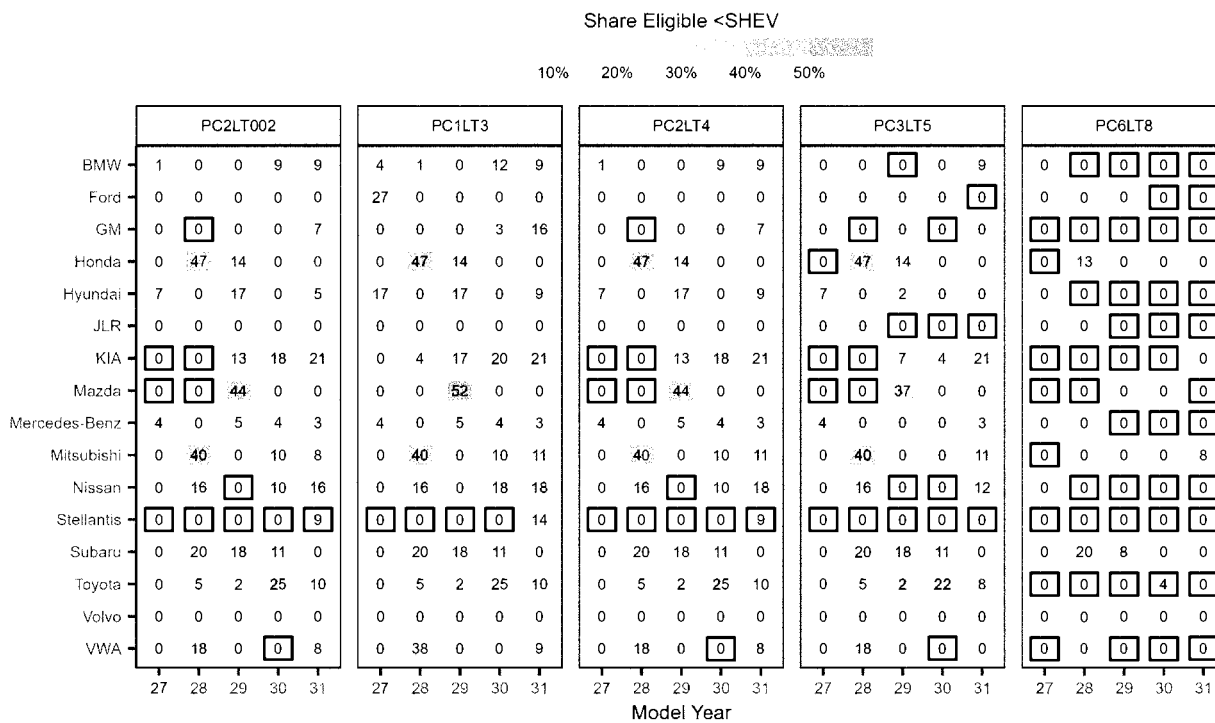 Share Eligible <SHEV
10% 20% 30% 40% 50%
PC2LT002 PC1LT3 PC2LT4 PC3LT5 PC6LT8
BMW 1 0 0 9 9 4 1 0 12 9 1 0 0 9 9 0 0 0 0 9 0 0 0 0 0
Ford 0 0 0 0 0 27 0 0 0 0 0 0 0 0 0 0 0 0 0 0 0 0 0 0 0
GM 0 0 0 0 7 0 0 0 3 16 0 0 0 0 7 0 0 0 0 0 0 0 0 0 0
Honda 0 47 14 0 0 0 47 14 0 0 0 47 14 0 0 0 47 14 0 0 0 13 0 0 0
Hyundai 7 0 17 0 5 17 0 17 0 9 7 0 17 0 9 7 0 2 0 0 0 0 0 0 0
JLR 0 0 0 0 0 0 0 0 0 0 0 0 0 0 0 0 0 0 0 0 0 0 0 0 0
KIA 0 0 13 18 21 0 4 17 20 21 0 0 13 18 21 0 0 7 4 21 0 0 0 0 0
Mazda 0 0 44 0 0 0 0 52 0 0 0 0 44 0 0 0 0 37 0 0 0 0 0 0 0
Mercedes-Benz 4 0 5 4 3 4 0 5 4 3 4 0 5 4 3 4 0 0 0 3 0 0 0 0 0
Mitsubishi 0 40 0 10 8 0 40 0 10 11 0 40 0 10 11 0 40 0 0 11 0 0 0 0 8
Nissan 0 16 0 10 16 0 16 0 18 18 0 16 0 10 18 0 16 0 0 12 0 0 0 0 0
Stellantis 0 0 0 0 9 0 0 0 0 14 0 0 0 0 9 0 0 0 0 0 0 0 0 0 0
Subaru 0 20 18 11 0 0 20 18 11 0 0 20 18 11 0 0 20 18 11 0 0 20 8 0 0
Toyota 0 5 2 25 10 0 5 2 25 10 0 5 2 25 10 0 5 2 22 8 0 0 0 4 0
Volvo 0 0 0 0 0 0 0 0 0 0 0 0 0 0 0 0 0 0 0 0 0 0 0 0 0
VWA 0 18 0 0 8 0 38 0 0 9 0 18 0 0 8 0 18 0 0 0 0 0 0 0 0
27 28 29 30 31 27 28 29 30 31 27 28 29 30 31 27 28 29 30 31 27 28 29 30 31
Model Year